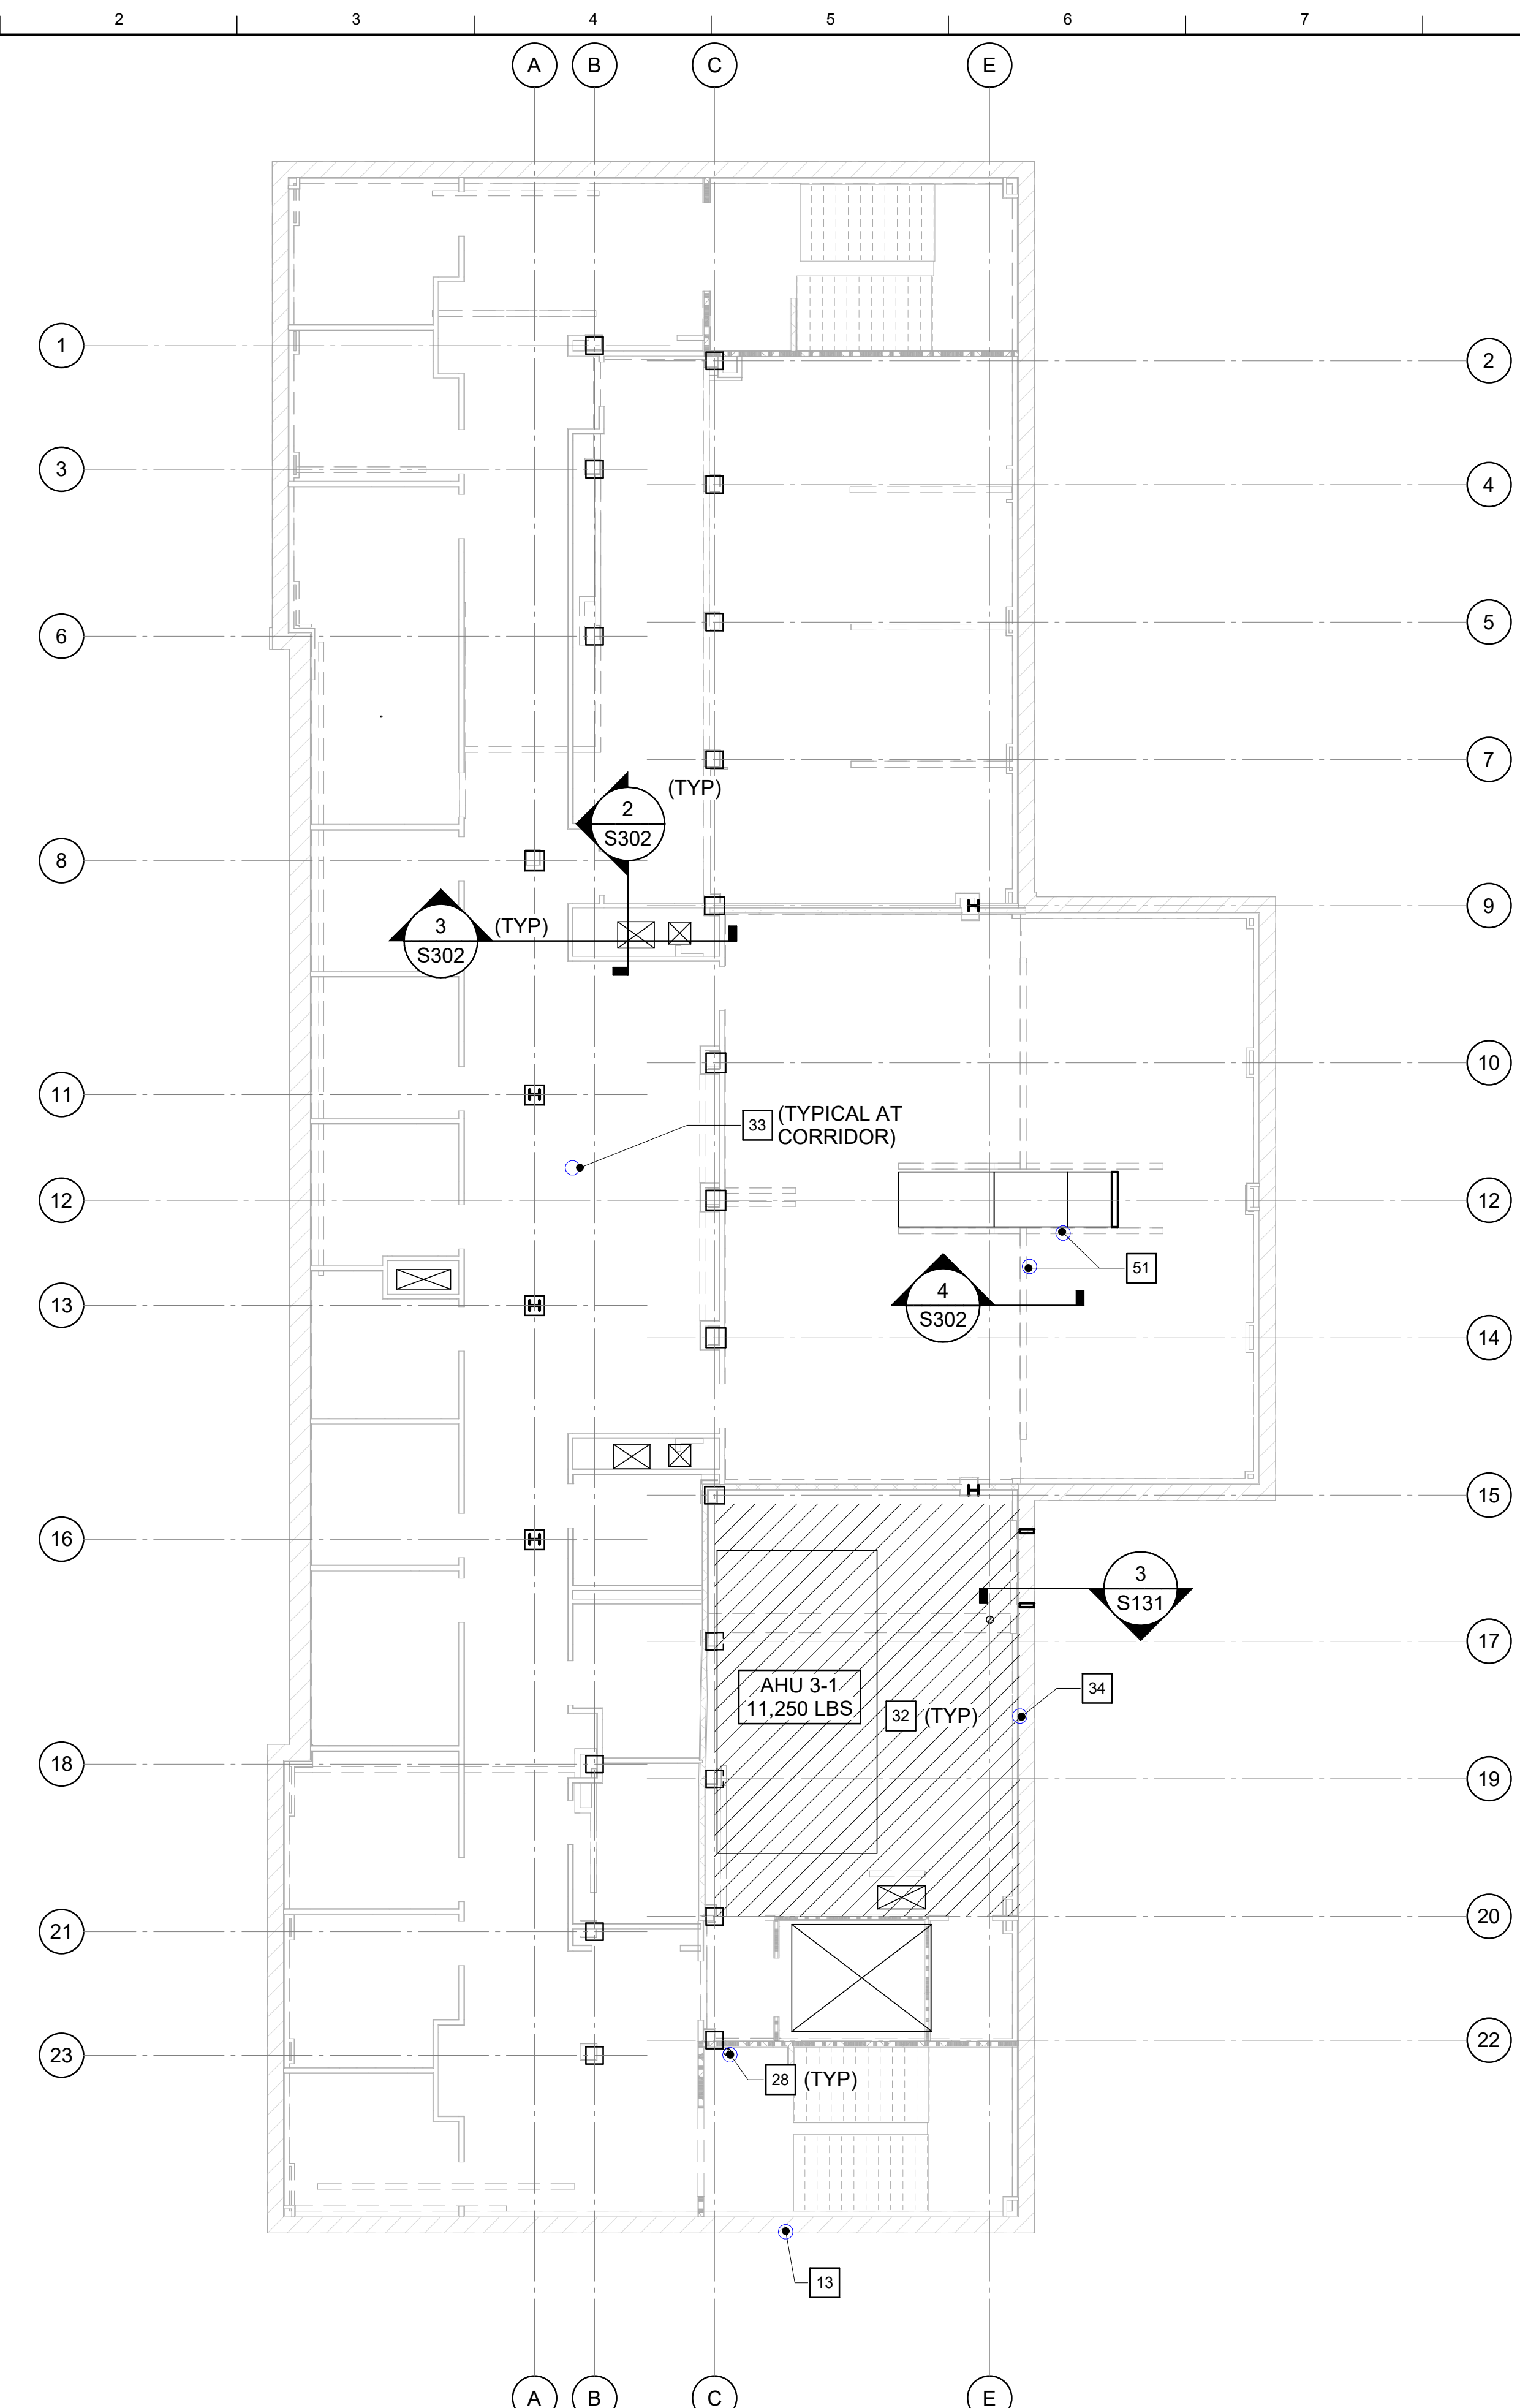 2 3 4 5 6 7
A B C E
1
2
3
4
5
6
7
(TYP)
2
S302
8
9
3
S302
(TYP)
10
11
33
(TYPICAL AT
CORRIDOR)
12
12
51
4
S302
13
14
15
16
3
S131
17
AHU 3-1
11,250 LBS
32 (TYP)
34
18
19
20
21
22
23
28 (TYP)
13
A B C E